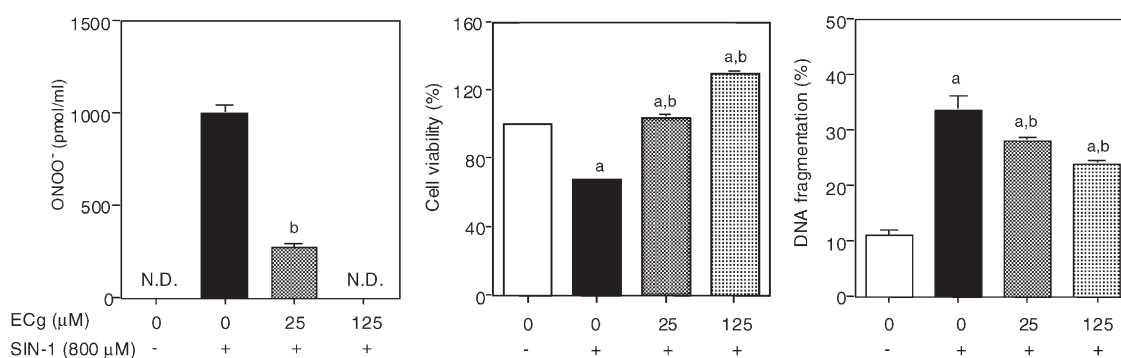 ONOO⁻ (pmol/ml)
1500
1000
500
0
N.D.
b
N.D.
Cell viability (%)
160
120
80
40
0
a
a,b
a,b
DNA fragmentation (%)
50
40
30
20
10
0
a
a,b
a,b
ECg (μM) 0 0 25 125 0 0 25 125 0 0 25 125
SIN-1 (800 μM) - + + + - + + + - + + +